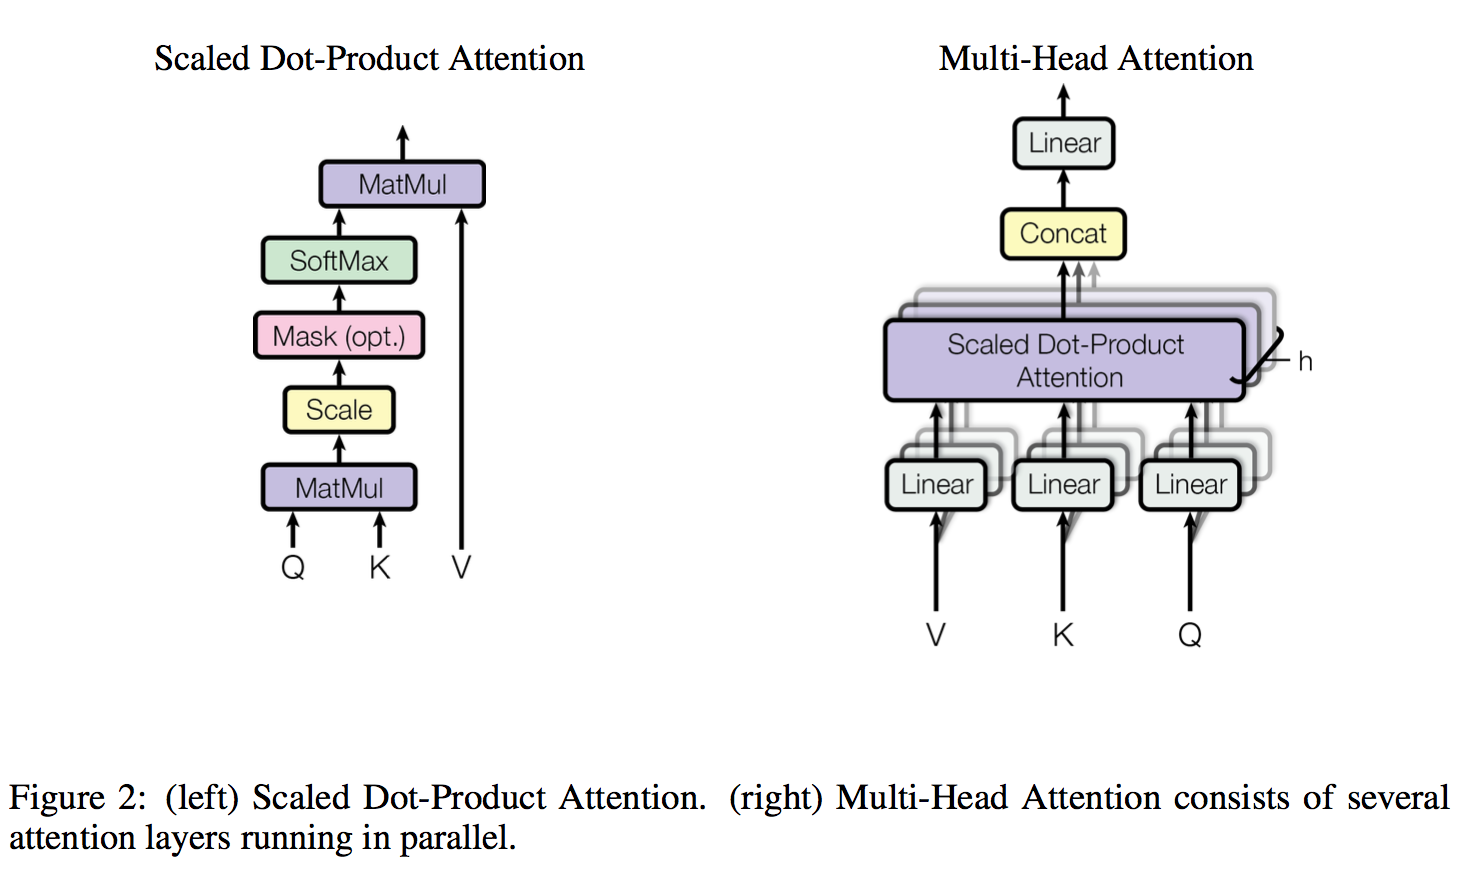 Scaled Dot-Product Attention
MatMul
SoftMax
Mask (opt.)
Scale
MatMul
Q K V
Multi-Head Attention
Linear
Concat
Scaled Dot-Product
Attention
h
Linear Linear Linear
V K Q
Figure 2: (left) Scaled Dot-Product Attention. (right) Multi-Head Attention consists of several
attention layers running in parallel.